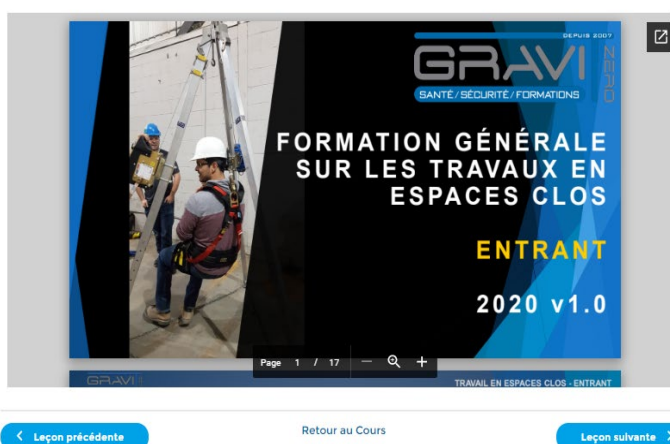 DEPUIS 2007
GRAVI
ZERO
SANTÉ / SÉCURITÉ / FORMATIONS
FORMATION GÉNÉRALE
SUR LES TRAVAUX EN
ESPACES CLOS
ENTRANT
2020 v1.0
Page 1 / 17
GRAVI
TRAVAIL EN ESPACES CLOS - ENTRANT
Leçon précédente
Retour au Cours
Leçon suivante